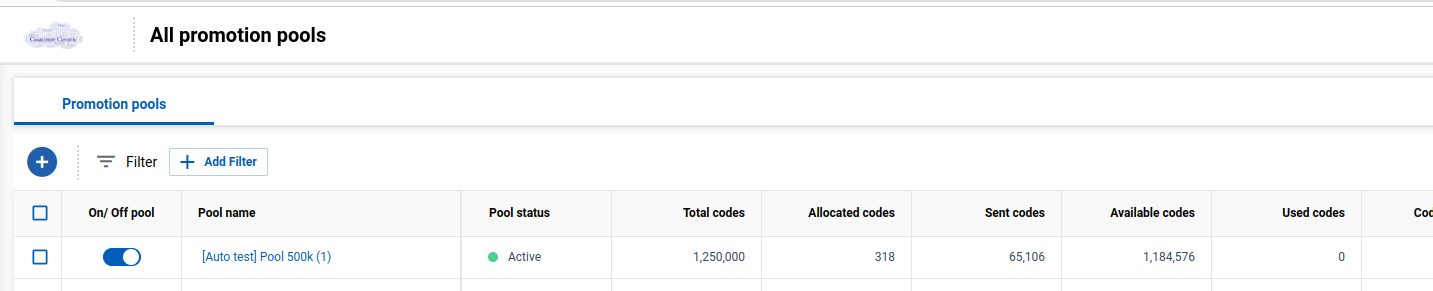 Customer Centric
All promotion pools
Promotion pools
Filter
Add Filter
On/ Off pool Pool name Pool status Total codes Allocated codes Sent codes Available codes Used codes
[Auto test] Pool 500k (1) Active 1,250,000 318 65,106 1,184,576 0